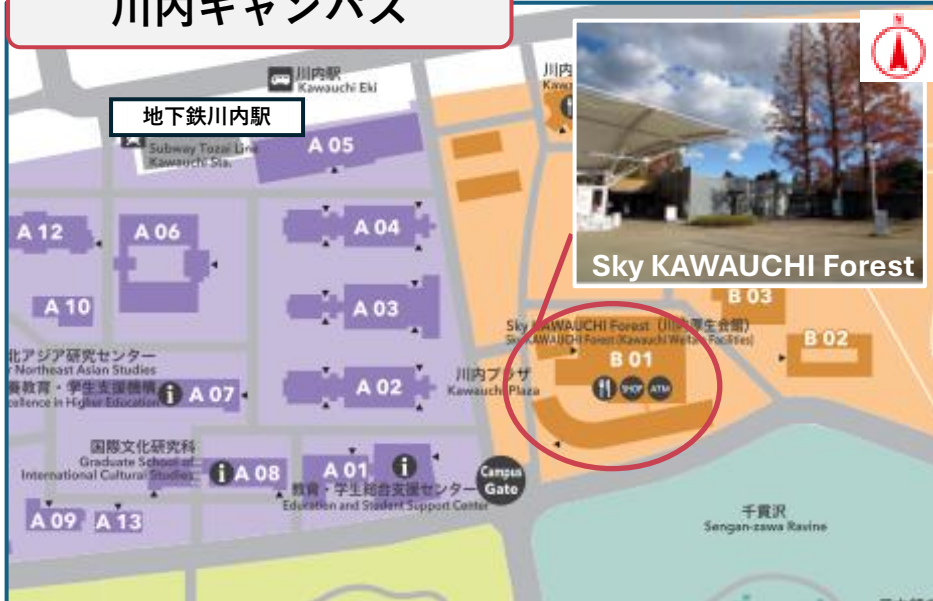 川内キャンパス
N
川内駅
Kawauchi Eki
川内
地下鉄川内駅
Subway Tozai Line
Kawauchi Sta.
A 05
A 12
A 06
A 04
Sky KAWAUCHI Forest
A 10
A 03
B 03
Sky KAWAUCHI Forest (川内厚生会館)
Sky KAWAUCHI Forest (Kawauchi Welfare Facilities)
B 01
B 02
北アジア研究センター
Northeast Asian Studies
養教育・学生支援機構
cellence in Higher Education
i
A 07
A 02
川内プラザ
Kawauchi Plaza
SHOP
ATM
国際文化研究科
Graduate School of
International Cultural Studies
i
A 08
A 01
i
教育・学生総合支援センター
Education and Student Support Center
Campus
Gate
A 09
A 13
千貫沢
Sengan-zawa Ravine